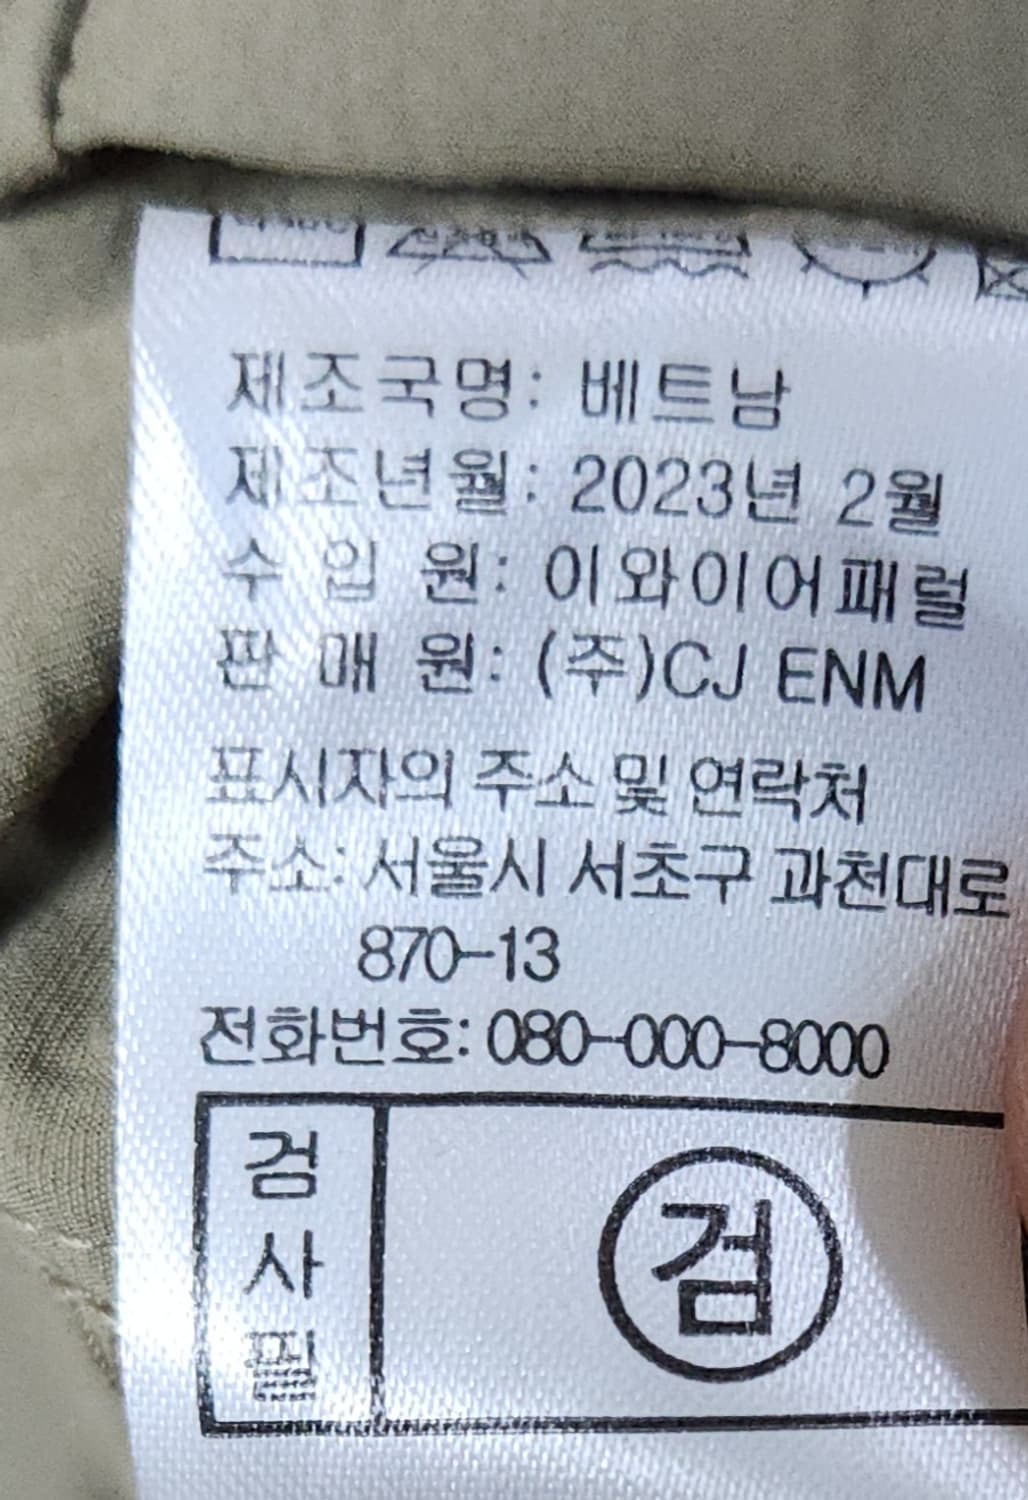 제조국명: 베트남
제조년월: 2023년 2월
수 입 원: 이와이어패럴
판 매 원: (주)CJ ENM
표시자의 주소 및 연락처
주소: 서울시 서초구 과천대로
870-13
전화번호: 080-000-8000
검사필
검